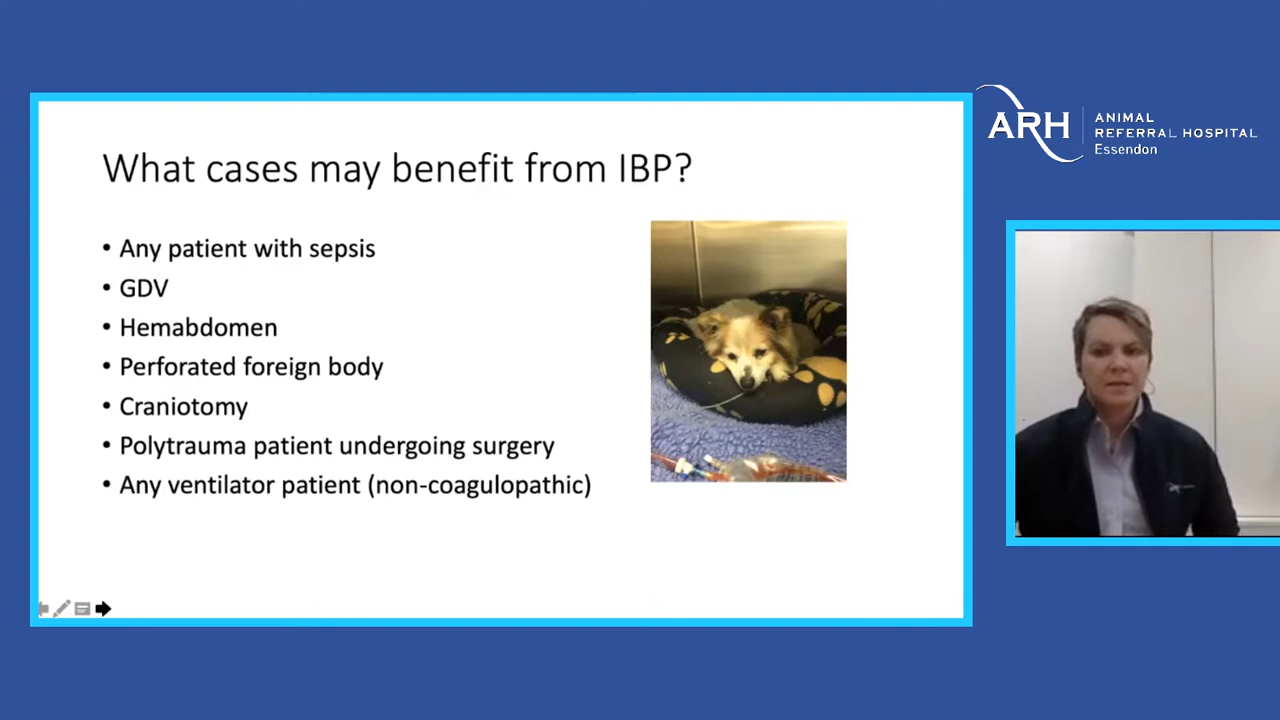 What cases may benefit from IBP?
• Any patient with sepsis
• GDV
• Hemabdomen
• Perforated foreign body
• Craniotomy
• Polytrauma patient undergoing surgery
• Any ventilator patient (non-coagulopathic)
ARH
ANIMAL
REFERRAL HOSPITAL
Essendon